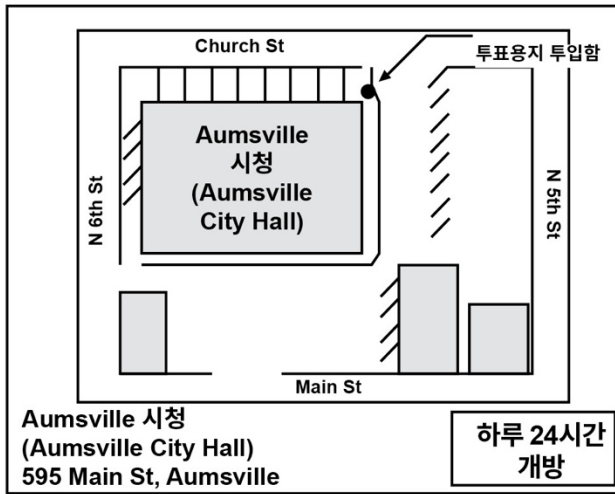 Church St
투표용지 투입함
Aumsville
시청
(Aumsville
City Hall)
N 6th St
N 5th St
Main St
Aumsville 시청
(Aumsville City Hall)
595 Main St, Aumsville
하루 24시간
개방